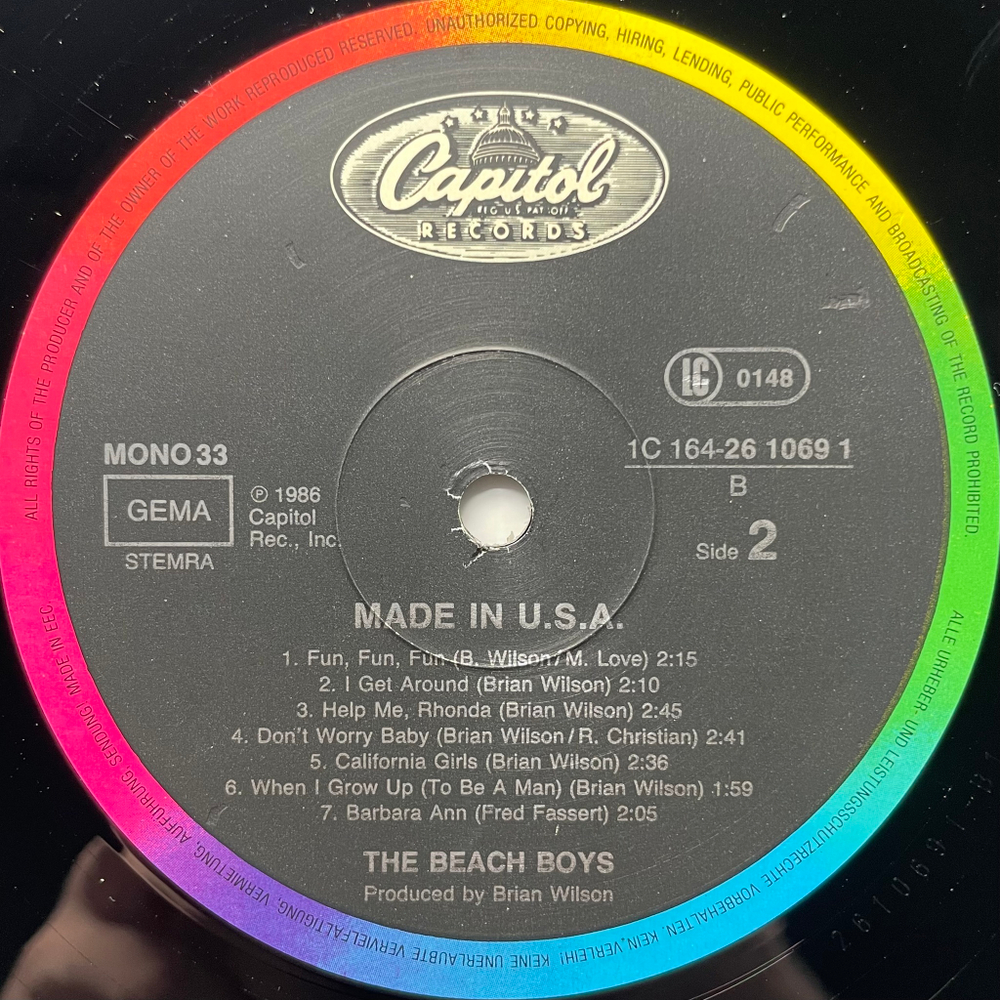 ALL RIGHTS OF THE PRODUCER AND OF THE OWNER OF THE WORK REPRODUCED RESERVED. UNAUTHORIZED COPYING, HIRING, LENDING, PUBLIC PERFORMANCE AND BROADCASTING OF THE RECORD PROHIBITED.
Capitol
REG U S PAT OFF
RECORDS
LC 0148
MONO 33
1C 164-26 1069 1
GEMA
B
℗ 1986
Capitol
Rec., Inc.
Side 2
STEMRA
MADE IN U.S.A.
1. Fun, Fun, Fun (B. Wilson/M. Love) 2:15
2. I Get Around (Brian Wilson) 2:10
3. Help Me, Rhonda (Brian Wilson) 2:45
4. Don't Worry Baby (Brian Wilson/R. Christian) 2:41
5. California Girls (Brian Wilson) 2:36
6. When I Grow Up (To Be A Man) (Brian Wilson) 1:59
7. Barbara Ann (Fred Fassert) 2:05
THE BEACH BOYS
Produced by Brian Wilson
ALLE URHEBER- UND LEISTUNGSSCHUTZRECHTE VORBEHALTEN. KEIN VERLEIH! KEINE UNERLAUBTE VERVIELFÄLTIGUNG, VERMIETUNG, AUFFÜHRUNG, SENDUNG! MADE IN EEC.